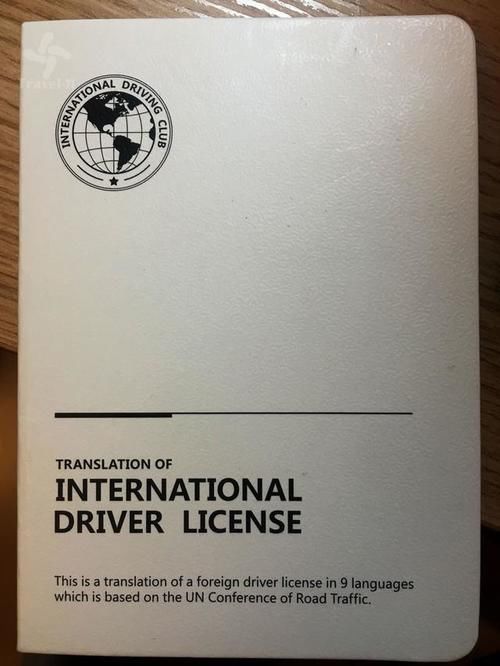 INTERNATIONAL DRIVING CLUB
TRANSLATION OF
INTERNATIONAL
DRIVER LICENSE
This is a translation of a foreign driver license in 9 languages
which is based on the UN Conference of Road Traffic.